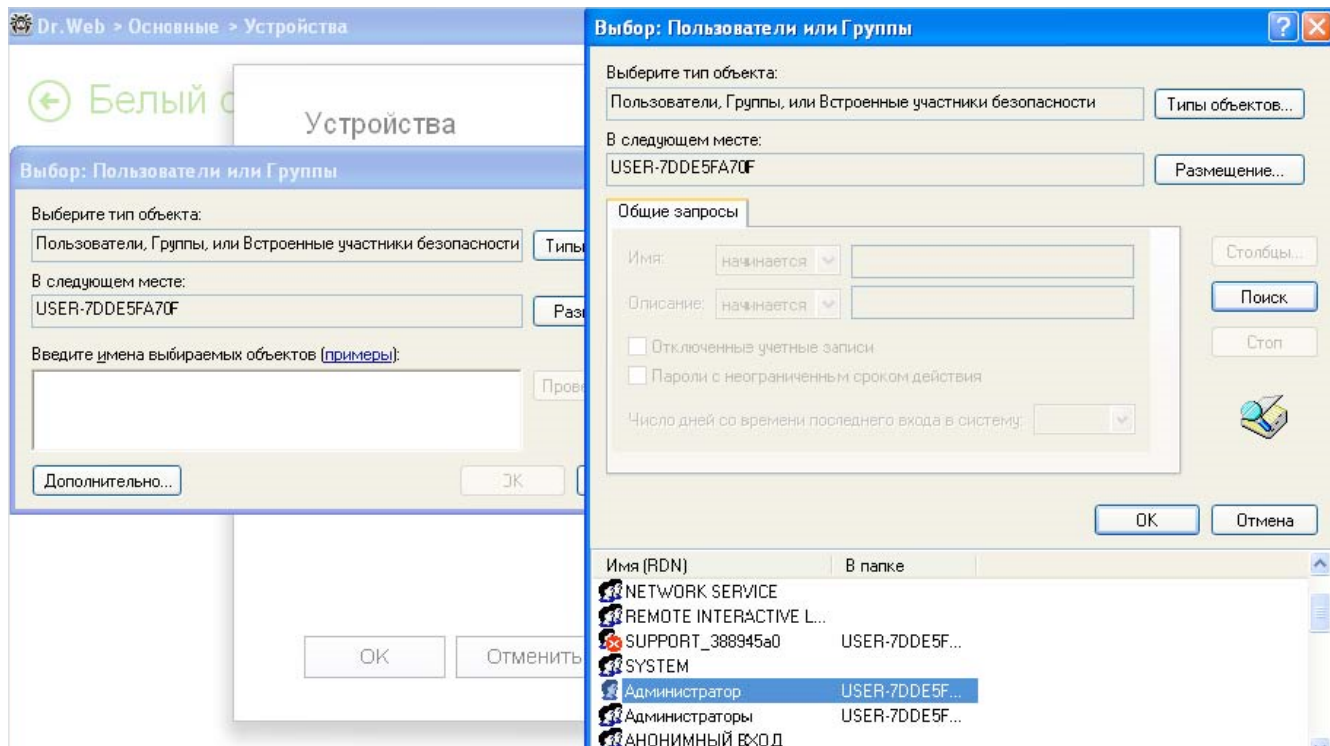 Dr.Web > Основные > Устройства
Белый с
Устройства
Выбор: Пользователи или Группы
Выберите тип объекта:
Пользователи, Группы, или Встроенные участники безопасности
Типы
В следующем месте:
USER-7DDE5FA70F
Разм
Введите имена выбираемых объектов (примеры):
Прове
Дополнительно...
ОК
OK
Отменить
Выбор: Пользователи или Группы
Выберите тип объекта:
Пользователи, Группы, или Встроенные участники безопасности
Типы объектов...
В следующем месте:
USER-7DDE5FA70F
Размещение...
Общие запросы
Имя: начинается
Столбцы...
Описание: начинается
Поиск
Отключенные учетные записи
Стоп
Пароли с неограниченным сроком действия
Число дней со времени последнего входа в систему:
ОК
Отмена
Имя (RDN) В папке
NETWORK SERVICE
REMOTE INTERACTIVE L...
SUPPORT_388945a0 USER-7DDE5F...
SYSTEM
Администратор USER-7DDE5F...
Администраторы USER-7DDE5F...
АНОНИМНЫЙ ВХОД